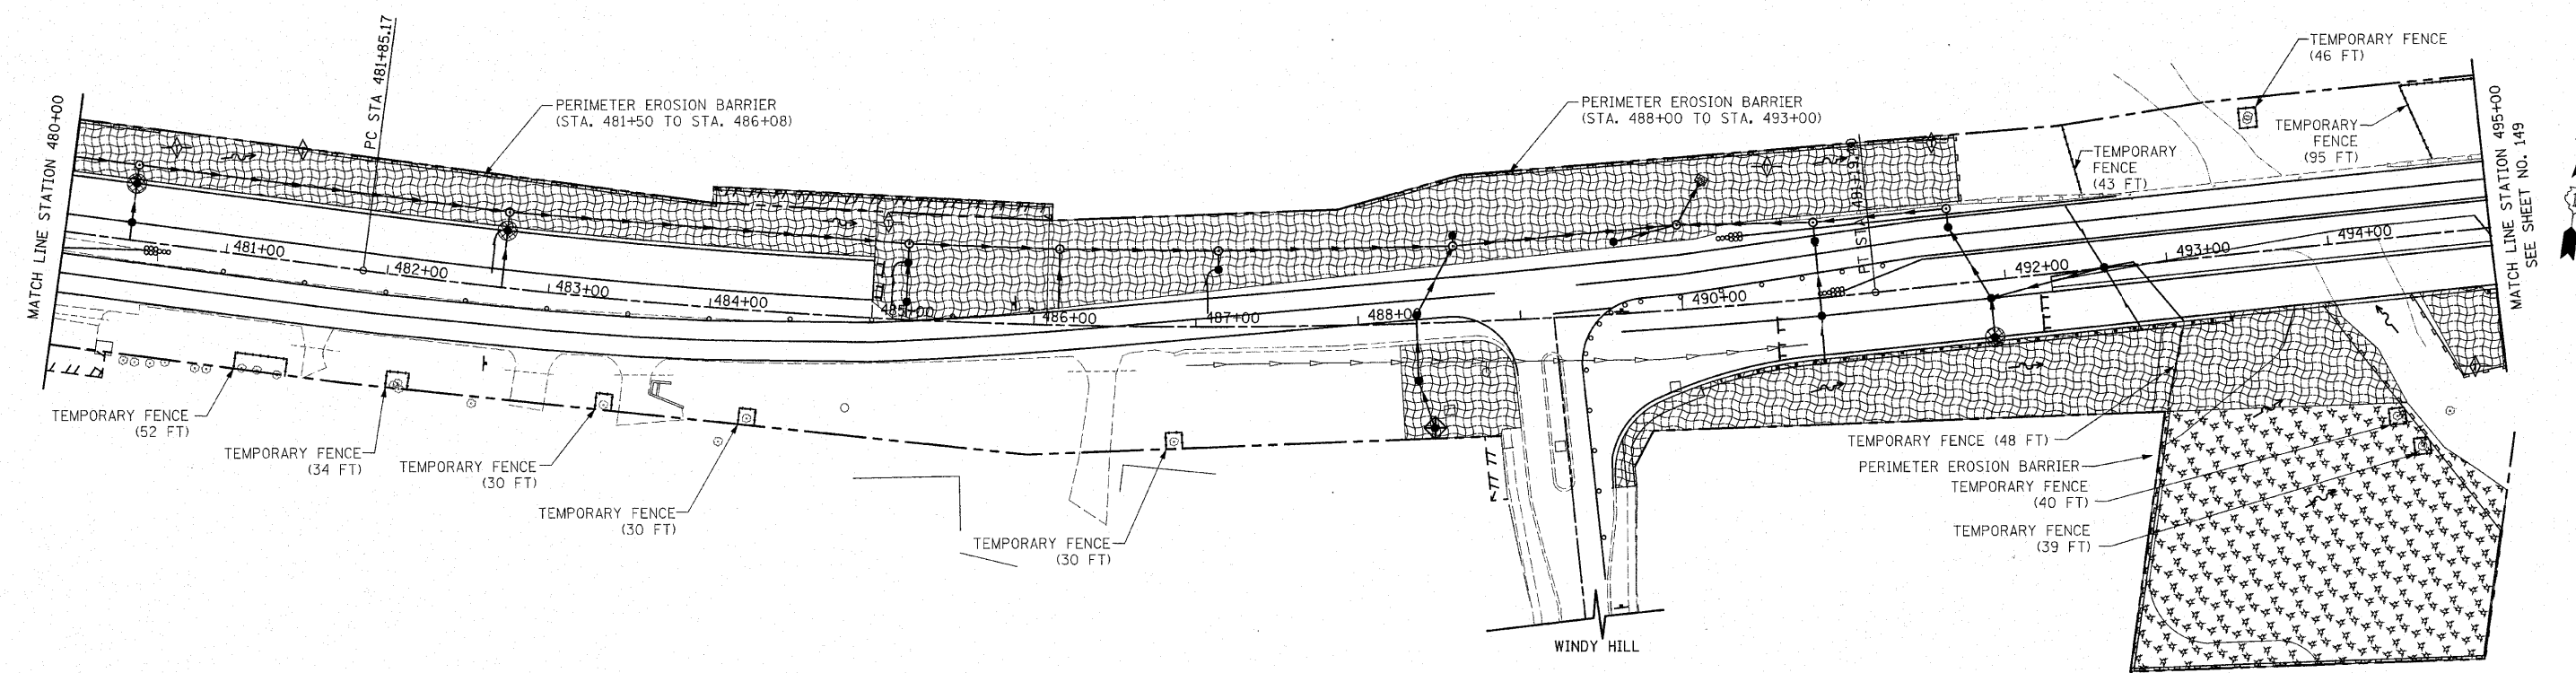 MATCH LINE STATION 480+00
PC STA 481+85.17
PERIMETER EROSION BARRIER
(STA. 481+50 TO STA. 486+08)
PERIMETER EROSION BARRIER
(STA. 488+00 TO STA. 493+00)
TEMPORARY FENCE
(46 FT)
TEMPORARY
FENCE
(95 FT)
TEMPORARY
FENCE
(43 FT)
MATCH LINE STATION 495+00
SEE SHEET NO. 149
481+00
482+00
483+00
484+00
485+00
486+00
487+00
488+00
490+00
492+00
493+00
494+00
TEMPORARY FENCE
(52 FT)
TEMPORARY FENCE
(34 FT)
TEMPORARY FENCE
(30 FT)
TEMPORARY FENCE
(30 FT)
TEMPORARY FENCE
(30 FT)
TEMPORARY FENCE (48 FT)
PERIMETER EROSION BARRIER
TEMPORARY FENCE
(40 FT)
TEMPORARY FENCE
(39 FT)
WINDY HILL